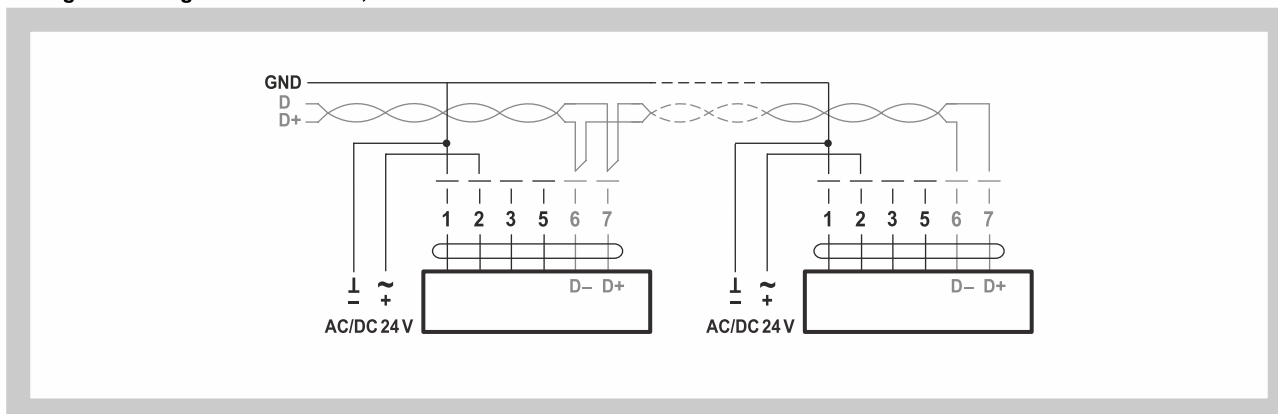 GND
D
D+
1 2 3 5 6 7
1 2 3 5 6 7
⊥ ~
D– D+
⊥ ~
D– D+
– +
– +
AC/DC 24 V
AC/DC 24 V